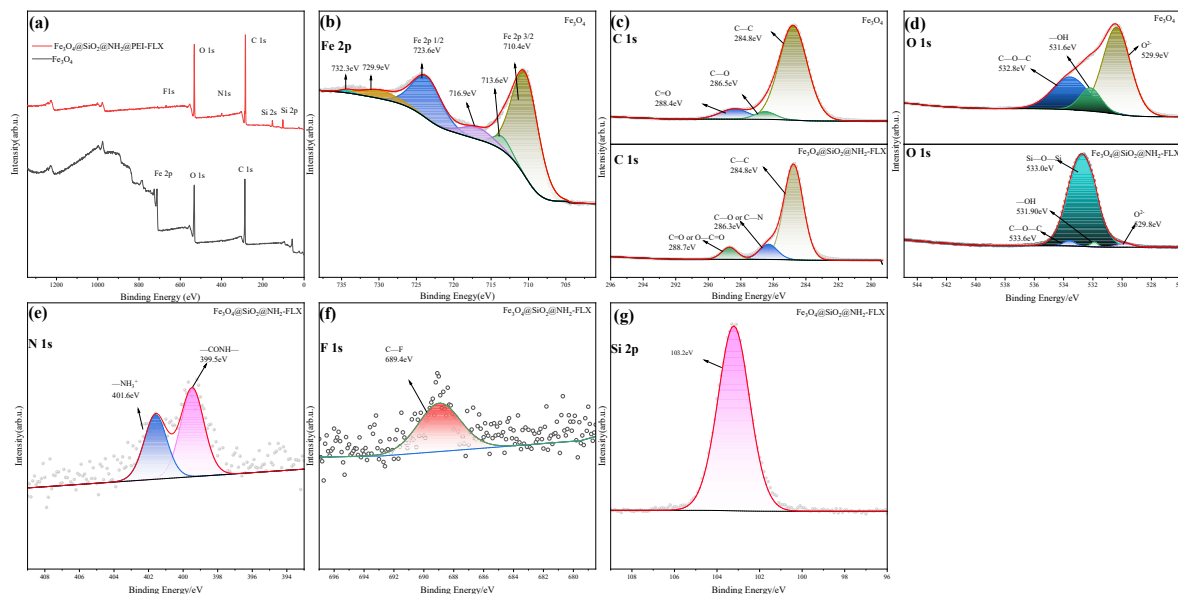 (a)
Fe₃O₄@SiO₂@NH₂@PEI-FLX
Fe₃O₄
O 1s
C 1s
F1s
N1s
Si 2s
Si 2p
Fe 2p
O 1s
C 1s
Intensity(arb.u.)
1200
1000
800
600
400
200
0
Binding Energy (eV)
(b)
Fe₃O₄
Fe 2p
Fe 2p 1/2
723.6eV
Fe 2p 3/2
710.4eV
732.3eV
729.9eV
716.9eV
713.6eV
Intensity(arb.u.)
735
730
725
720
715
710
705
Binding Energy(eV)
(c)
Fe₃O₄
C 1s
C—C
284.8eV
C—O
286.5eV
C=O
288.4eV
Fe₃O₄@SiO₂@NH₂-FLX
C 1s
C—C
284.8eV
C—O or C—N
286.3eV
C=O or O—C=O
288.7eV
Intensity(arb.u.)
296
294
292
290
288
286
284
282
280
Binding Energy/eV
(d)
Fe₃O₄
O 1s
—OH
531.6eV
O²⁻
529.9eV
C—O—C
532.8eV
Fe₃O₄@SiO₂@NH₂-FLX
O 1s
Si—O—Si
533.0eV
—OH
531.90eV
C—O—C
533.6eV
O²⁻
529.8eV
Intensity(arb.u.)
544
542
540
538
536
534
532
530
528
Binding Energy/eV
(e)
Fe₃O₄@SiO₂@NH₂-FLX
N 1s
—CONH—
399.5eV
—NH₃⁺
401.6eV
Intensity(arb.u.)
408
406
404
402
400
398
396
394
Binding Energy/eV
(f)
Fe₃O₄@SiO₂@NH₂-FLX
F 1s
C—F
689.4eV
Intensity(arb.u.)
696
694
692
690
688
686
684
682
680
Binding Energy/eV
(g)
Fe₃O₄@SiO₂@NH₂-FLX
Si 2p
103.2eV
Intensity(arb.u.)
108
106
104
102
100
98
96
Binding Energy/eV